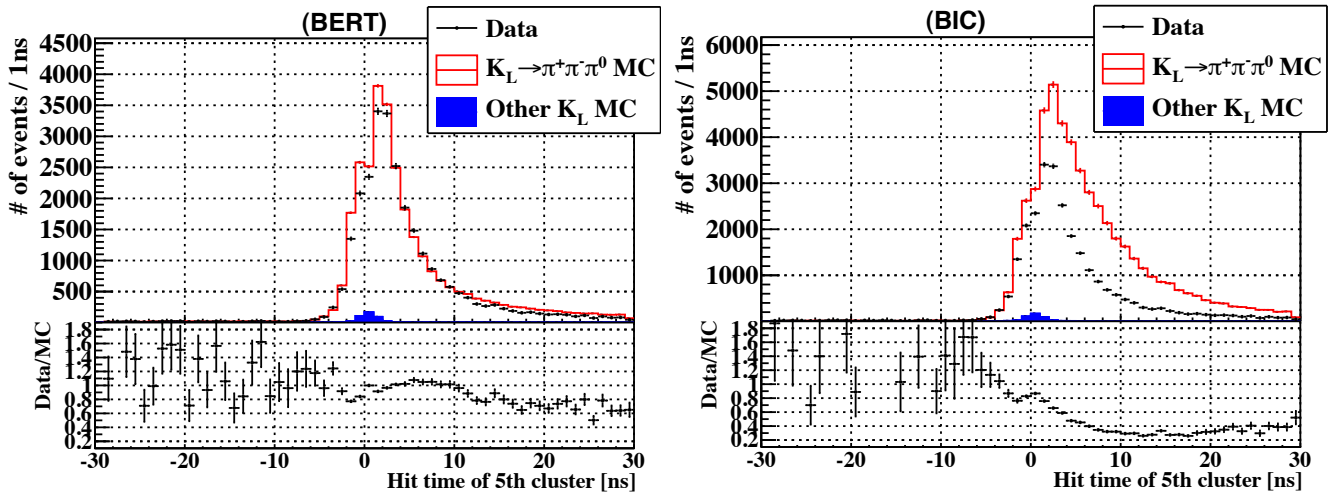 (BERT)
Data
K_L→π⁺π⁻π⁰ MC
Other K_L MC
# of events / 1ns
4500
4000
3500
3000
2500
2000
1500
1000
500
Data/MC
1.8
1.6
1.4
1.2
1
0.8
0.6
0.4
0.2
-30 -20 -10 0 10 20 30
Hit time of 5th cluster [ns]
(BIC)
Data
K_L→π⁺π⁻π⁰ MC
Other K_L MC
# of events / 1ns
6000
5000
4000
3000
2000
1000
Data/MC
1.8
1.6
1.4
1.2
1
0.8
0.6
0.4
0.2
-30 -20 -10 0 10 20 30
Hit time of 5th cluster [ns]